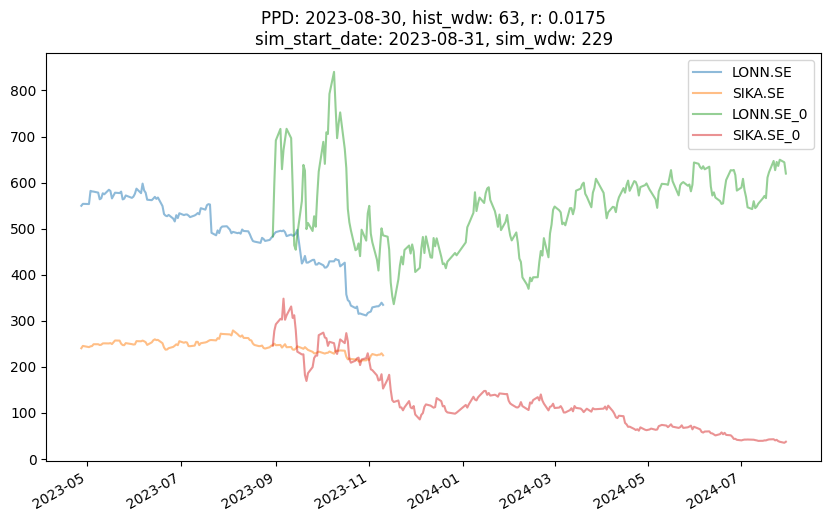 PPD: 2023-08-30, hist_wdw: 63, r: 0.0175
sim_start_date: 2023-08-31, sim_wdw: 229
LONN.SE
SIKA.SE
LONN.SE_0
SIKA.SE_0
800
700
600
500
400
300
200
100
0
2023-05
2023-07
2023-09
2023-11
2024-01
2024-03
2024-05
2024-07